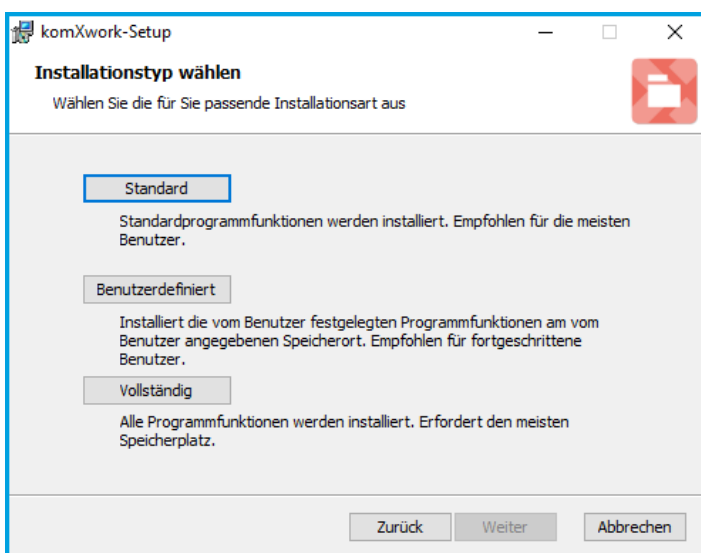 komXwork-Setup
Installationstyp wählen
Wählen Sie die für Sie passende Installationsart aus
Standard
Standardprogrammfunktionen werden installiert. Empfohlen für die meisten
Benutzer.
Benutzerdefiniert
Installiert die vom Benutzer festgelegten Programmfunktionen am vom
Benutzer angegebenen Speicherort. Empfohlen für fortgeschrittene
Benutzer.
Vollständig
Alle Programmfunktionen werden installiert. Erfordert den meisten
Speicherplatz.
Zurück Weiter Abbrechen